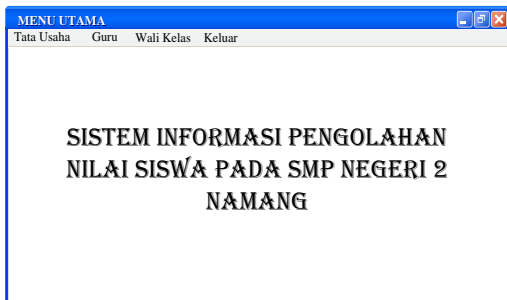 MENU UTAMA
Tata Usaha Guru Wali Kelas Keluar
SISTEM INFORMASI PENGOLAHAN
NILAI SISWA PADA SMP NEGERI 2
NAMANG